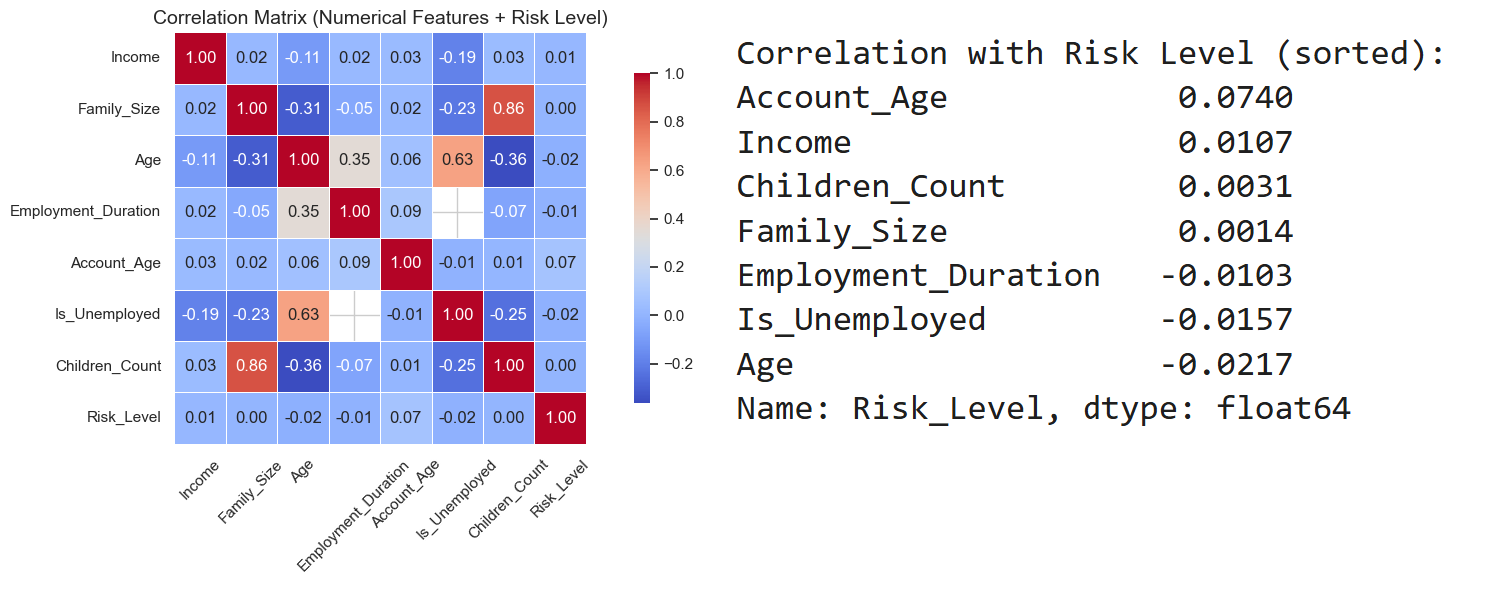 Correlation Matrix (Numerical Features + Risk Level)
Income 1.00 0.02 -0.11 0.02 0.03 -0.19 0.03 0.01
Family_Size 0.02 1.00 -0.31 -0.05 0.02 -0.23 0.86 0.00
Age -0.11 -0.31 1.00 0.35 0.06 0.63 -0.36 -0.02
Employment_Duration 0.02 -0.05 0.35 1.00 0.09 -0.07 -0.01
Account_Age 0.03 0.02 0.06 0.09 1.00 -0.01 0.01 0.07
Is_Unemployed -0.19 -0.23 0.63 -0.01 1.00 -0.25 -0.02
Children_Count 0.03 0.86 -0.36 -0.07 0.01 -0.25 1.00 0.00
Risk_Level 0.01 0.00 -0.02 -0.01 0.07 -0.02 0.00 1.00
Income
Family_Size
Age
Employment_Duration
Account_Age
Is_Unemployed
Children_Count
Risk_Level
1.0
0.8
0.6
0.4
0.2
0.0
−0.2
Correlation with Risk Level (sorted):
Account_Age 0.0740
Income 0.0107
Children_Count 0.0031
Family_Size 0.0014
Employment_Duration -0.0103
Is_Unemployed -0.0157
Age -0.0217
Name: Risk_Level, dtype: float64